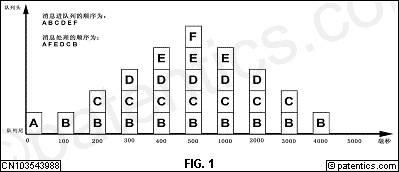 队列头
消息进队列的顺序为:
ABCDEF
消息处理的顺序为:
AFEDCB
F
E E E
D D D D D
C C C C C C C
A B B B B B B B B
队列尾
0 100 200 300 400 500 1000 2000 3000 4000 5000 毫秒
CN103543988
FIG. 1
© patentics.com
patentics.com